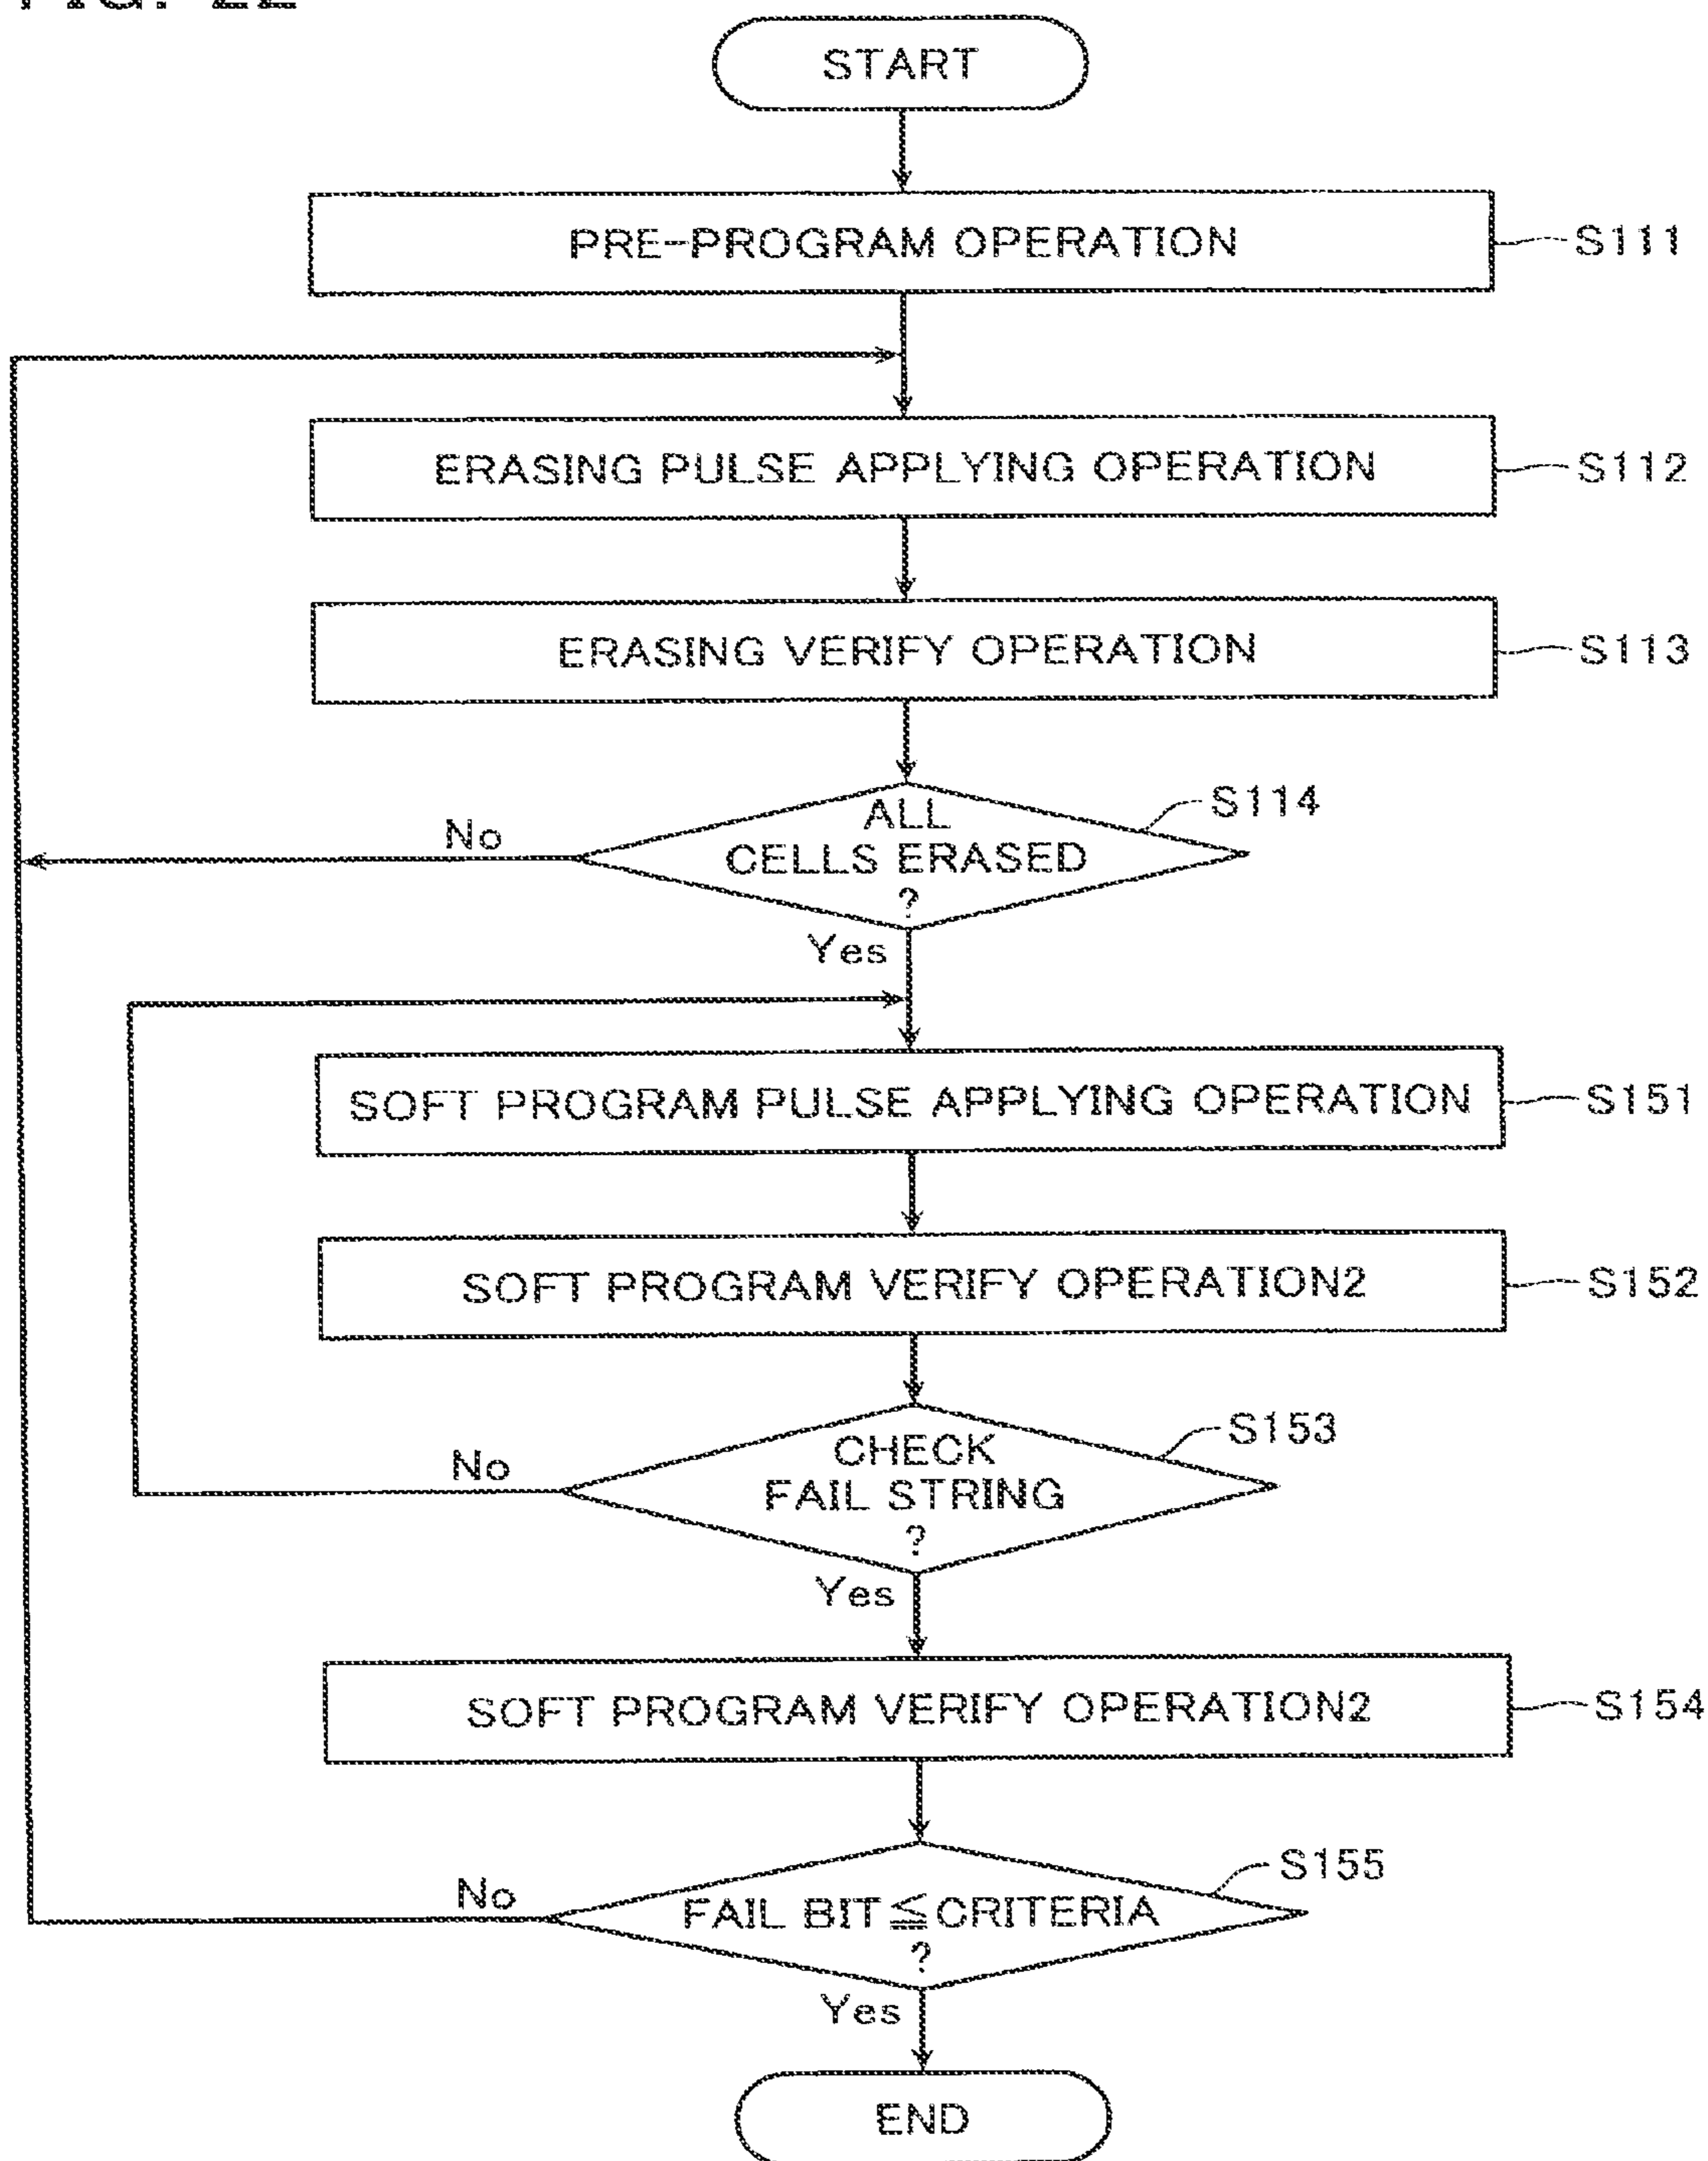 START
PRE-PROGRAM OPERATION
S111
ERASING PULSE APPLYING OPERATION
S112
ERASING VERIFY OPERATION
S113
S114
ALL
CELLS ERASED
?
No
Yes
SOFT PROGRAM PULSE APPLYING OPERATION
S151
SOFT PROGRAM VERIFY OPERATION2
S152
S153
CHECK
FAIL STRING
?
No
Yes
SOFT PROGRAM VERIFY OPERATION2
S154
S155
FAIL BIT≦CRITERIA
?
No
Yes
END